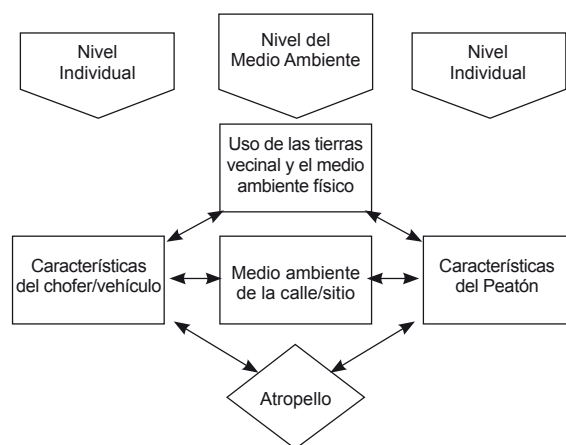 Nivel
Individual
Nivel del
Medio Ambiente
Nivel
Individual
Uso de las tierras
vecinal y el medio
ambiente físico
Características
del chofer/vehículo
Medio ambiente
de la calle/sitio
Características
del Peatón
Atropello